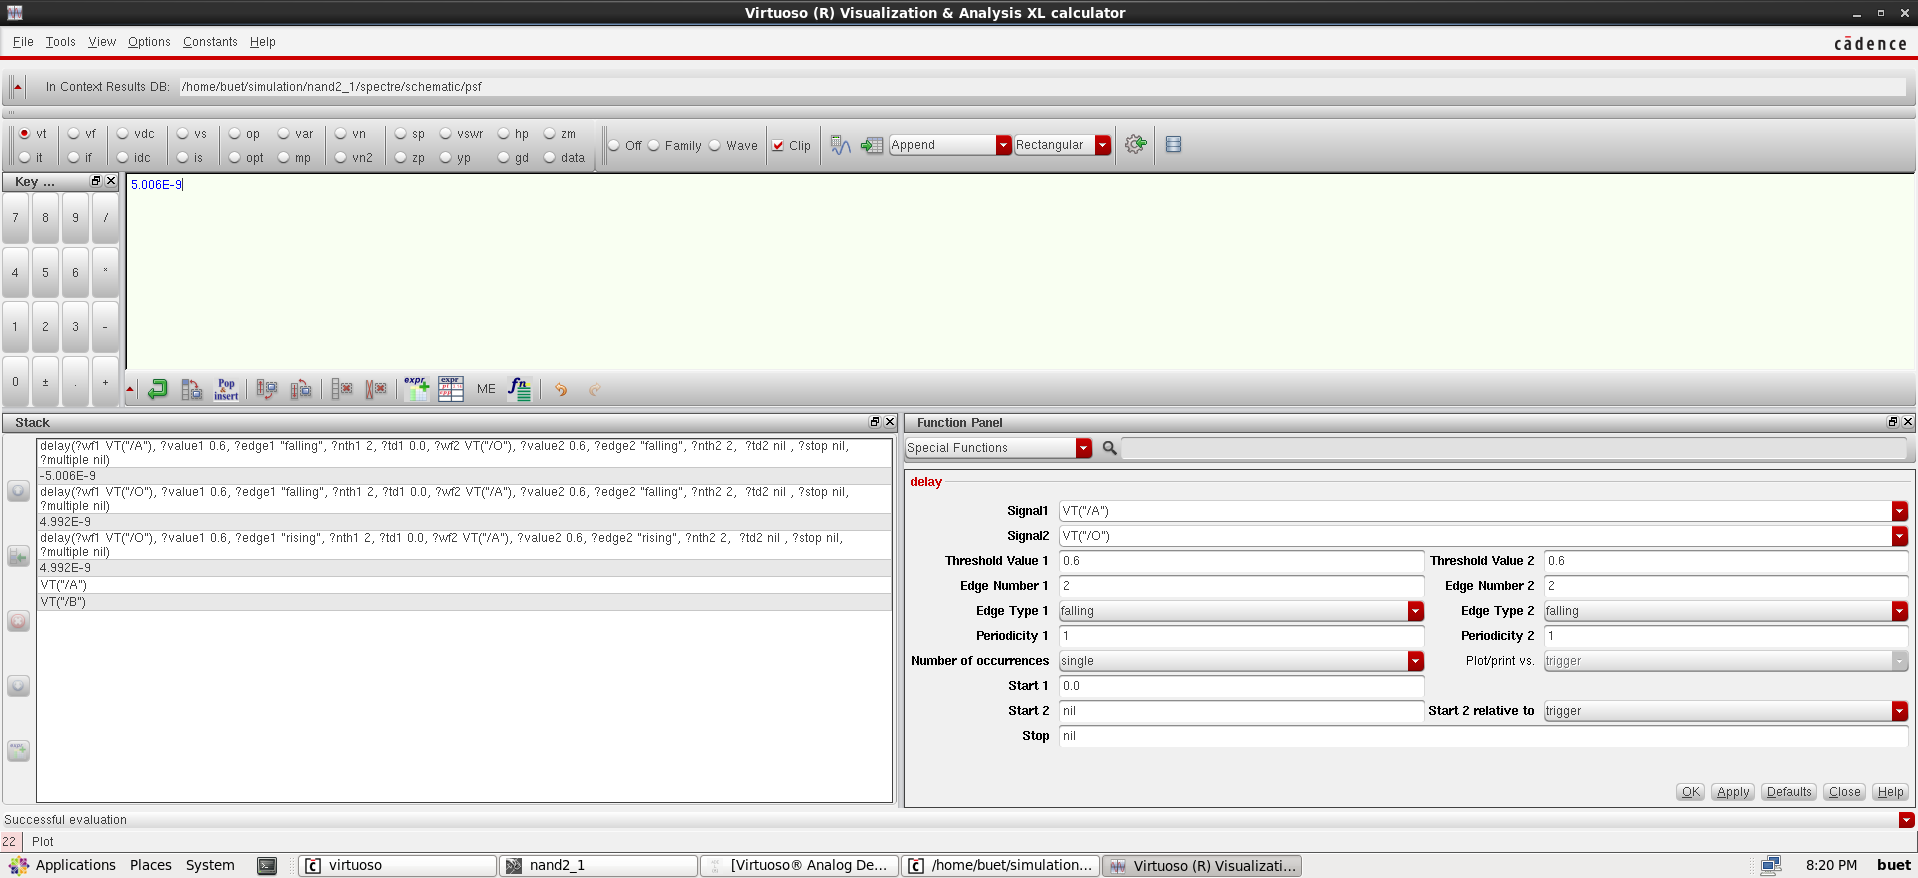 Virtuoso (R) Visualization & Analysis XL calculator
File Tools View Options Constants Help
cādence
In Context Results DB: /home/buet/simulation/nand2_1/spectre/schematic/psf
vt vf vdc vs op var vn sp vswr hp zm
it if idc is opt mp vn2 zp yp gd data
Off Family Wave Clip Append Rectangular
Key ...
5.006E-9
7 8 9 /
4 5 6 *
1 2 3 -
0 ± . +
Pop
insert
expr
expr
ME
fn
Stack
delay(?wf1 VT("/A"), ?value1 0.6, ?edge1 "falling", ?nth1 2, ?td1 0.0, ?wf2 VT("/O"), ?value2 0.6, ?edge2 "falling", ?nth2 2,  ?td2 nil , ?stop nil,
?multiple nil)
-5.006E-9
delay(?wf1 VT("/O"), ?value1 0.6, ?edge1 "falling", ?nth1 2, ?td1 0.0, ?wf2 VT("/A"), ?value2 0.6, ?edge2 "falling", ?nth2 2,  ?td2 nil , ?stop nil,
?multiple nil)
4.992E-9
delay(?wf1 VT("/O"), ?value1 0.6, ?edge1 "rising", ?nth1 2, ?td1 0.0, ?wf2 VT("/A"), ?value2 0.6, ?edge2 "rising", ?nth2 2,  ?td2 nil , ?stop nil,
?multiple nil)
4.992E-9
VT("/A")
VT("/B")
Function Panel
Special Functions
delay
Signal1 VT("/A")
Signal2 VT("/O")
Threshold Value 1 0.6 Threshold Value 2 0.6
Edge Number 1 2 Edge Number 2 2
Edge Type 1 falling Edge Type 2 falling
Periodicity 1 1 Periodicity 2 1
Number of occurrences single Plot/print vs. trigger
Start 1 0.0
Start 2 nil Start 2 relative to trigger
Stop nil
OK Apply Defaults Close Help
Successful evaluation
22 Plot
Applications Places System virtuoso nand2_1 [Virtuoso® Analog De... /home/buet/simulation... Virtuoso (R) Visualizati... 8:20 PM buet